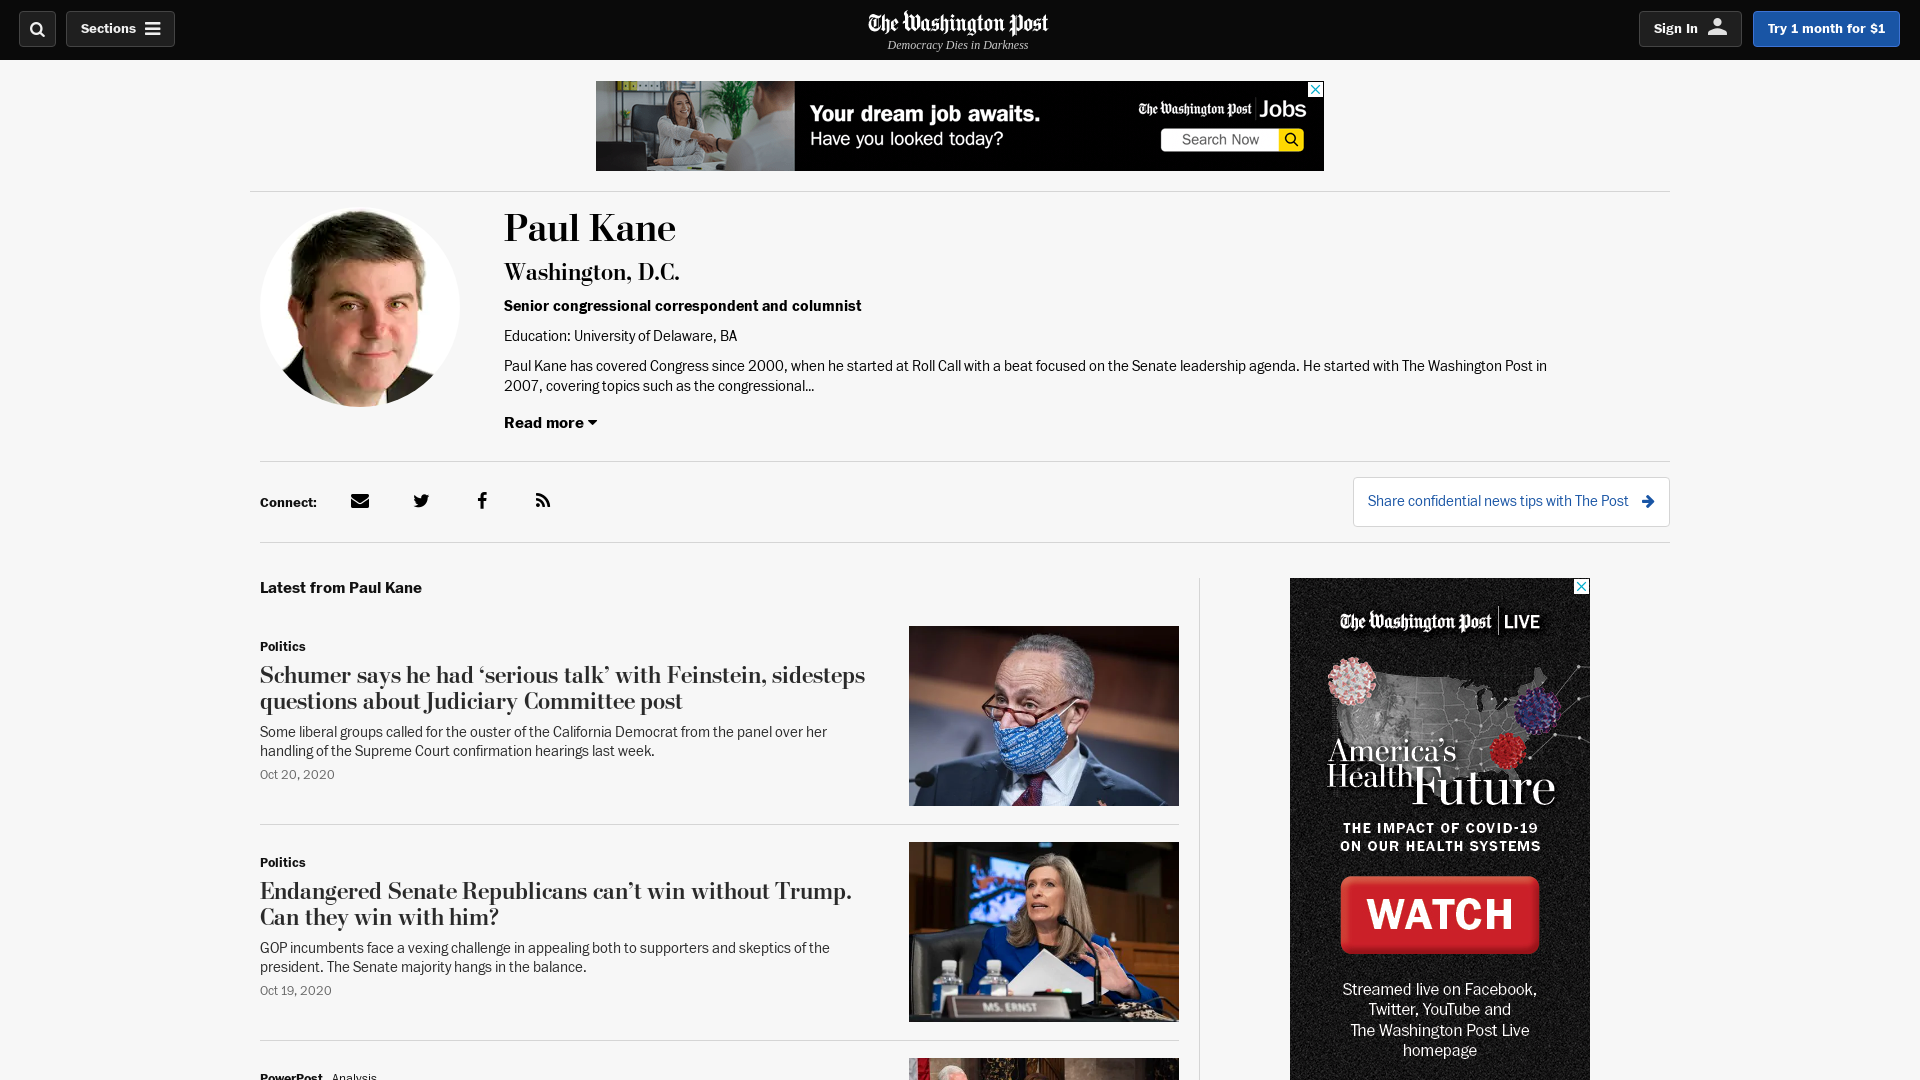 Sections
The Washington Post
Democracy Dies in Darkness
Sign In
Try 1 month for $1
Your dream job awaits.
Have you looked today?
The Washington Post Jobs
Search Now
Paul Kane
Washington, D.C.
Senior congressional correspondent and columnist
Education: University of Delaware, BA
Paul Kane has covered Congress since 2000, when he started at Roll Call with a beat focused on the Senate leadership agenda. He started with The Washington Post in
2007, covering topics such as the congressional...
Read more
Connect:
Share confidential news tips with The Post
Latest from Paul Kane
Politics
Schumer says he had ‘serious talk’ with Feinstein, sidesteps
questions about Judiciary Committee post
Some liberal groups called for the ouster of the California Democrat from the panel over her
handling of the Supreme Court confirmation hearings last week.
Oct 20, 2020
Politics
Endangered Senate Republicans can’t win without Trump.
Can they win with him?
GOP incumbents face a vexing challenge in appealing both to supporters and skeptics of the
president. The Senate majority hangs in the balance.
Oct 19, 2020
MS. ERNST
PowerPost Analysis
The Washington Post LIVE
America's
Health Future
THE IMPACT OF COVID-19
ON OUR HEALTH SYSTEMS
WATCH
Streamed live on Facebook,
Twitter, YouTube and
The Washington Post Live
homepage